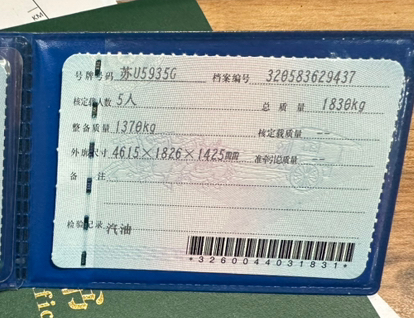 KM
号牌号码 苏U5935G 档案编号 320583629437
核定载人数 5人 总质量 1830kg
整备质量 1370kg 核定载质量 --
外廓尺寸 4615×1826×1425mm 准牵引总质量 --
备注
检验记录 汽油
*3260044031831*